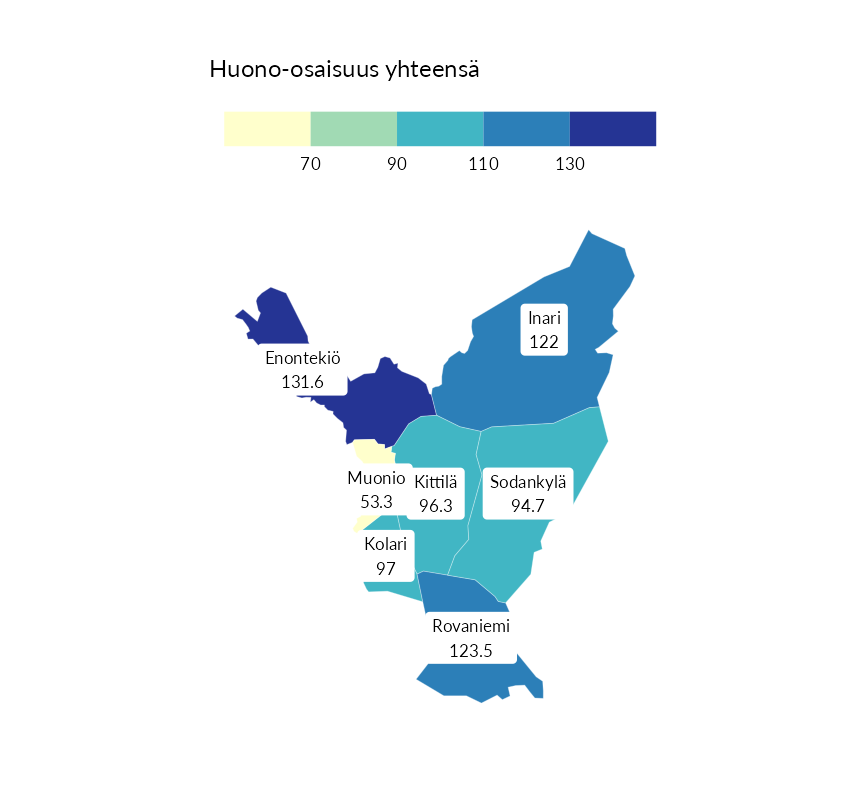 Huono-osaisuus yhteensä
70 90 110 130
Inari
122
Enontekiö
131.6
Muonio
53.3
Kittilä
96.3
Sodankylä
94.7
Kolari
97
Rovaniemi
123.5